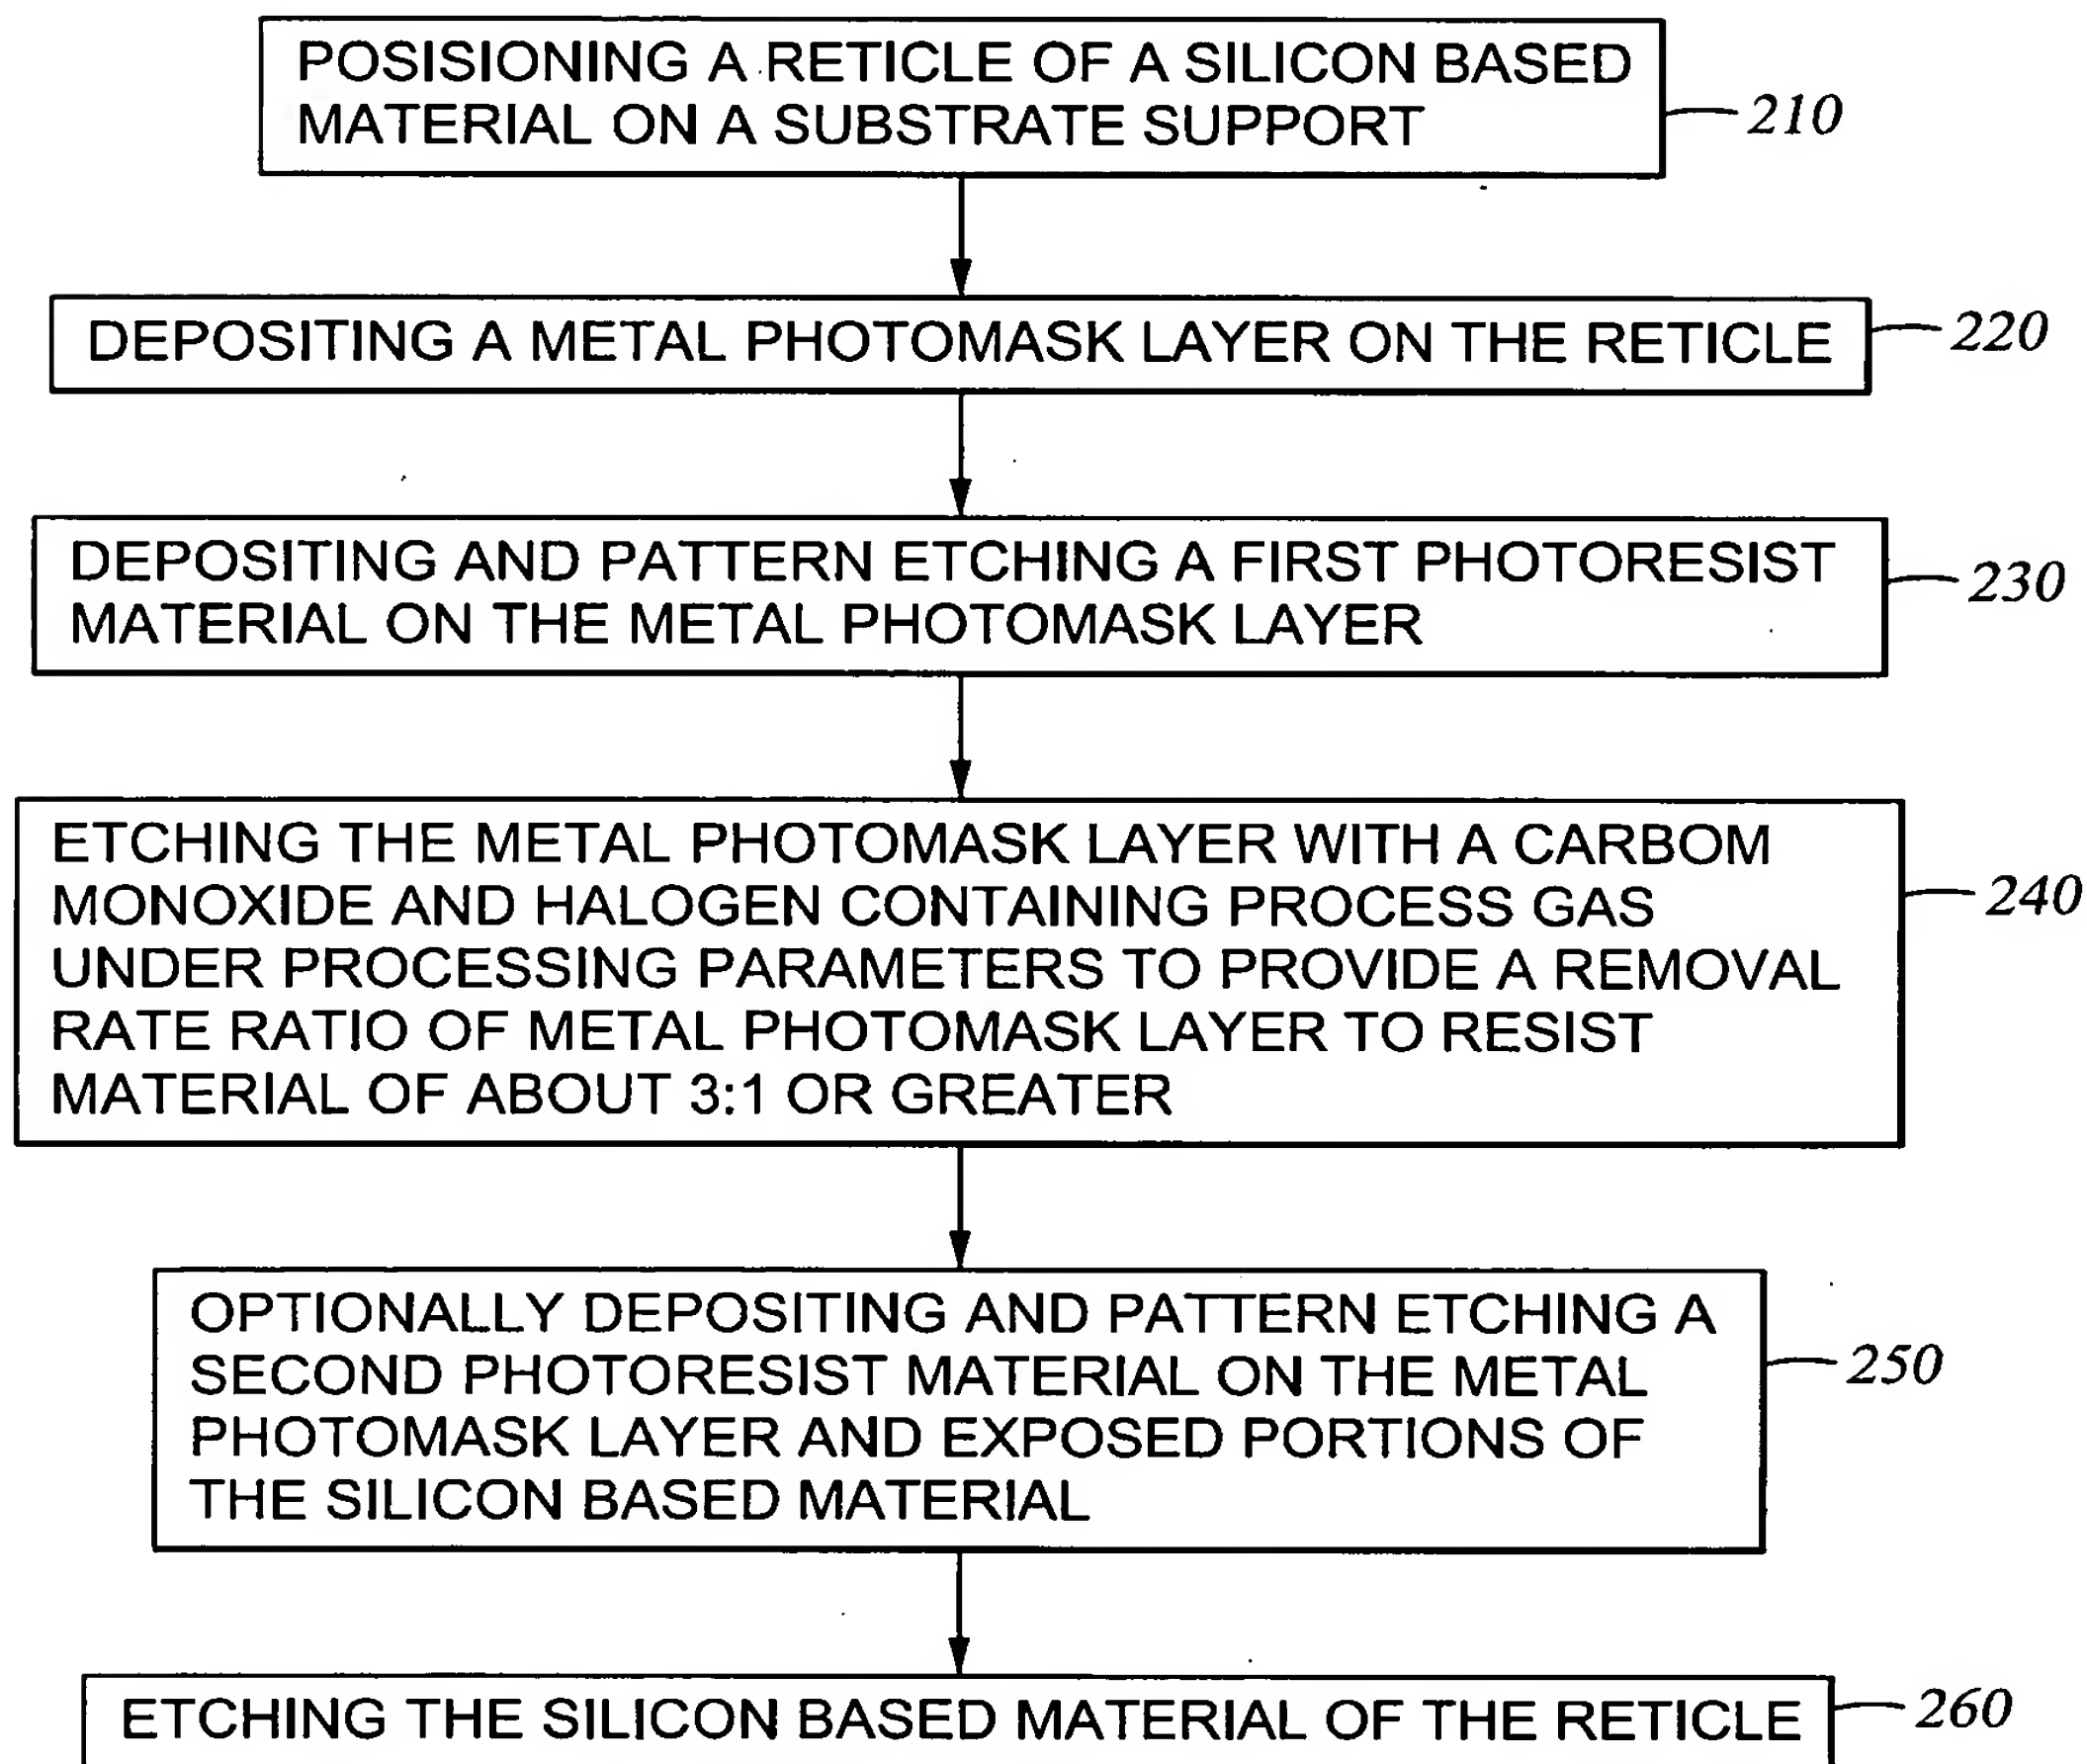 POSISIONING A RETICLE OF A SILICON BASED
MATERIAL ON A SUBSTRATE SUPPORT
210
DEPOSITING A METAL PHOTOMASK LAYER ON THE RETICLE
220
DEPOSITING AND PATTERN ETCHING A FIRST PHOTORESIST
MATERIAL ON THE METAL PHOTOMASK LAYER
230
ETCHING THE METAL PHOTOMASK LAYER WITH A CARBOM
MONOXIDE AND HALOGEN CONTAINING PROCESS GAS
UNDER PROCESSING PARAMETERS TO PROVIDE A REMOVAL
RATE RATIO OF METAL PHOTOMASK LAYER TO RESIST
MATERIAL OF ABOUT 3:1 OR GREATER
240
OPTIONALLY DEPOSITING AND PATTERN ETCHING A
SECOND PHOTORESIST MATERIAL ON THE METAL
PHOTOMASK LAYER AND EXPOSED PORTIONS OF
THE SILICON BASED MATERIAL
250
ETCHING THE SILICON BASED MATERIAL OF THE RETICLE
260